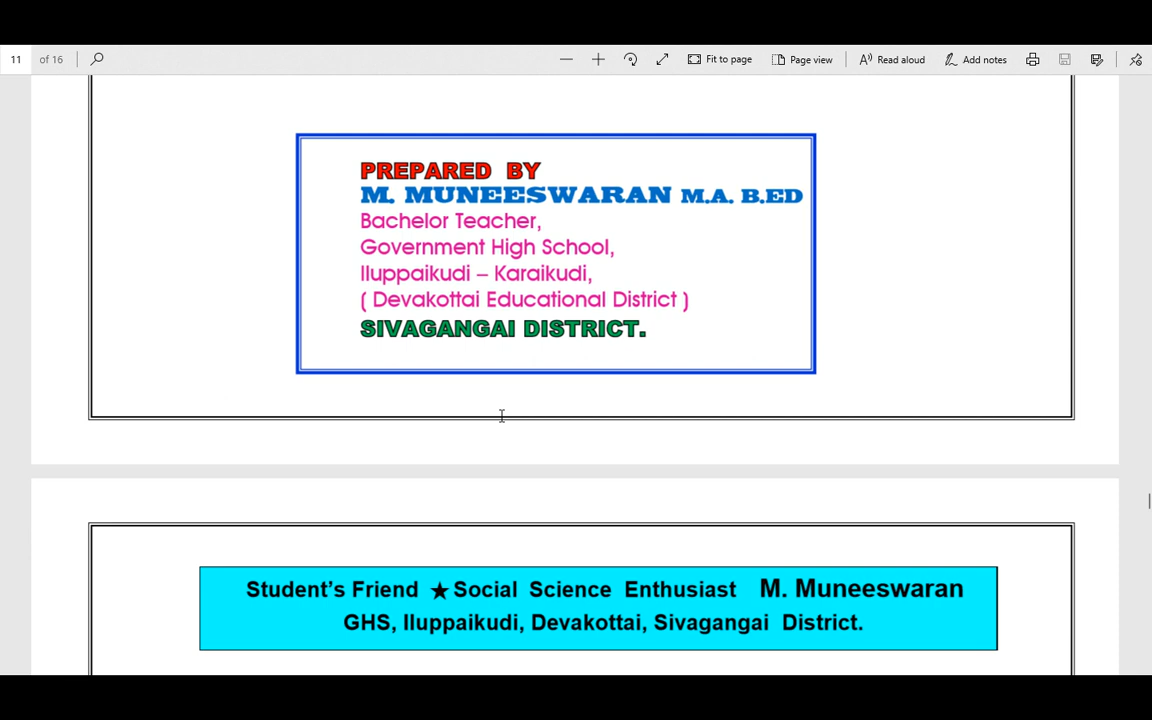 11 of 16 Fit to page Page view Read aloud Add notes
PREPARED BY
M. MUNEESWARAN M.A. B.ED
Bachelor Teacher,
Government High School,
Iluppaikudi – Karaikudi,
( Devakottai Educational District )
SIVAGANGAI DISTRICT.
Student's Friend ★ Social Science Enthusiast M. Muneeswaran
GHS, Iluppaikudi, Devakottai, Sivagangai District.